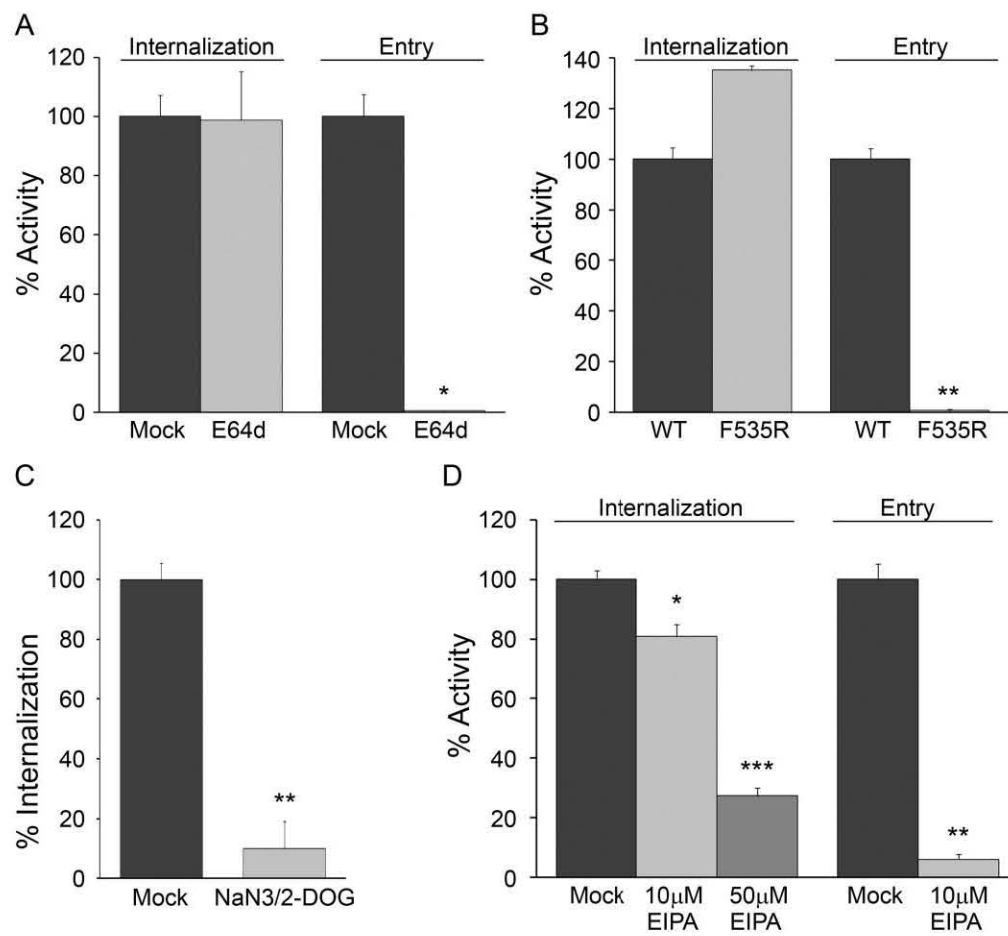 A
Internalization Entry
120
100
80
60
40
20
0
% Activity
*
Mock E64d Mock E64d
B
Internalization Entry
140
120
100
80
60
40
20
0
% Activity
**
WT F535R WT F535R
C
120
100
80
60
40
20
0
% Internalization
**
Mock NaN3/2-DOG
D
Internalization Entry
120
100
80
60
40
20
0
% Activity
*
***
**
Mock 10μM 50μM Mock 10μM
EIPA EIPA EIPA